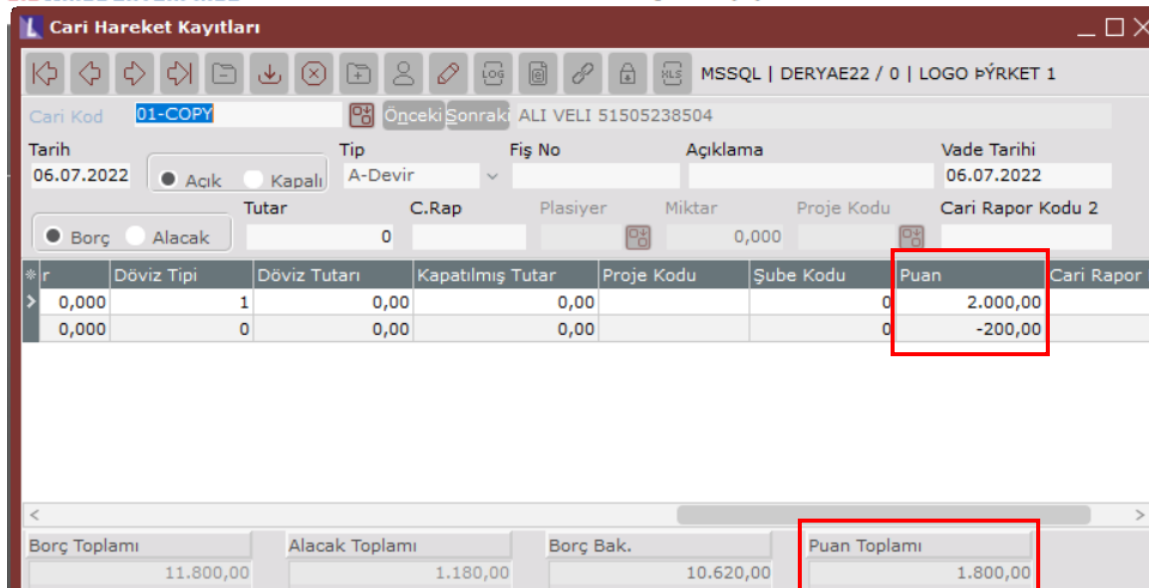 Cari Hareket Kayıtları
LOG XLS MSSQL | DERYAE22 / 0 | LOGO ÞÝRKET 1
Cari Kod 01-COPY Önceki Sonraki ALI VELI 51505238504
Tarih Tip Fiş No Açıklama Vade Tarihi
06.07.2022 Açık Kapalı A-Devir 06.07.2022
Tutar C.Rap Plasiyer Miktar Proje Kodu Cari Rapor Kodu 2
Borç Alacak 0 0,000
r Döviz Tipi Döviz Tutarı Kapatılmış Tutar Proje Kodu Şube Kodu Puan Cari Rapor
0,000 1 0,00 0,00 0 2.000,00
0,000 0 0,00 0,00 0 -200,00
Borç Toplamı Alacak Toplamı Borç Bak. Puan Toplamı
11.800,00 1.180,00 10.620,00 1.800,00